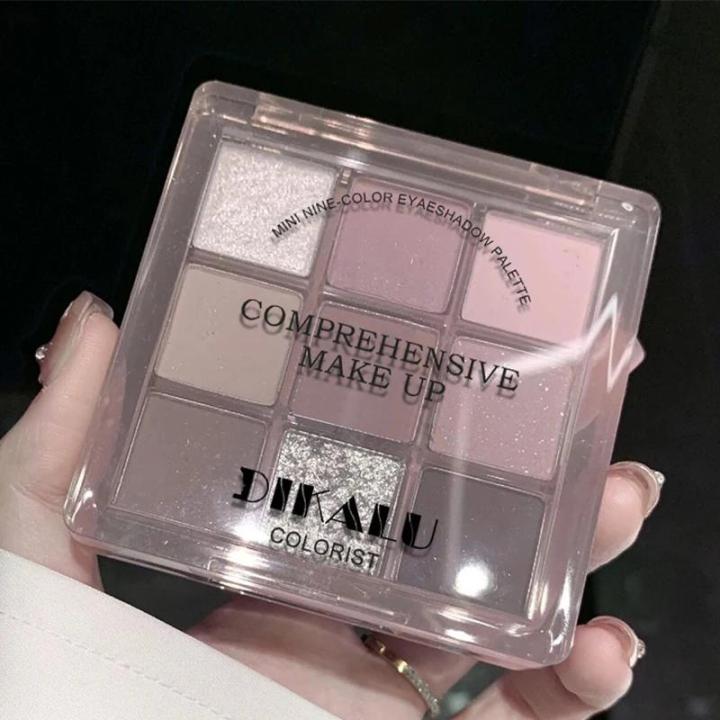 MINI NINE-COLOR EYAESHADOW PALETTE
COMPREHENSIVE
MAKE UP
DIKALU
COLORIST